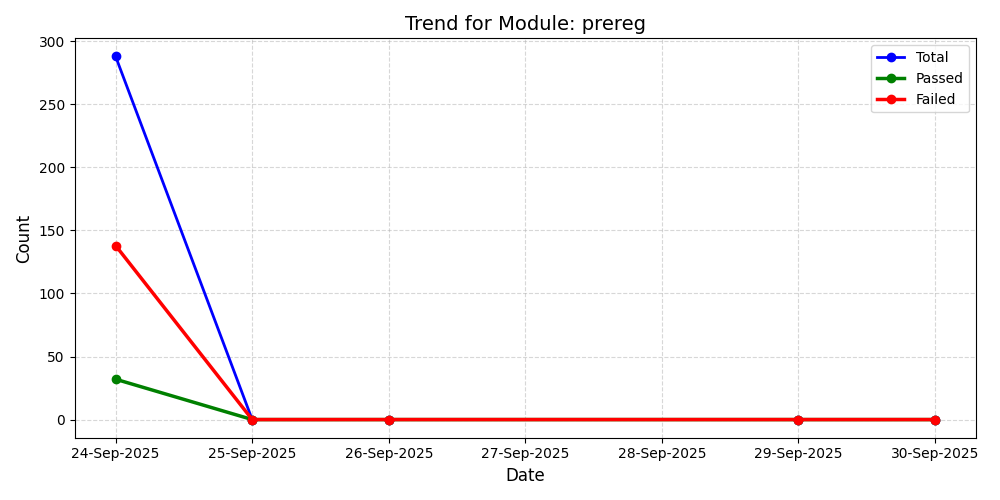 Trend for Module: prereg
300
250
200
150
100
50
0
Count
Total
Passed
Failed
24-Sep-2025
25-Sep-2025
26-Sep-2025
27-Sep-2025
28-Sep-2025
29-Sep-2025
30-Sep-2025
Date